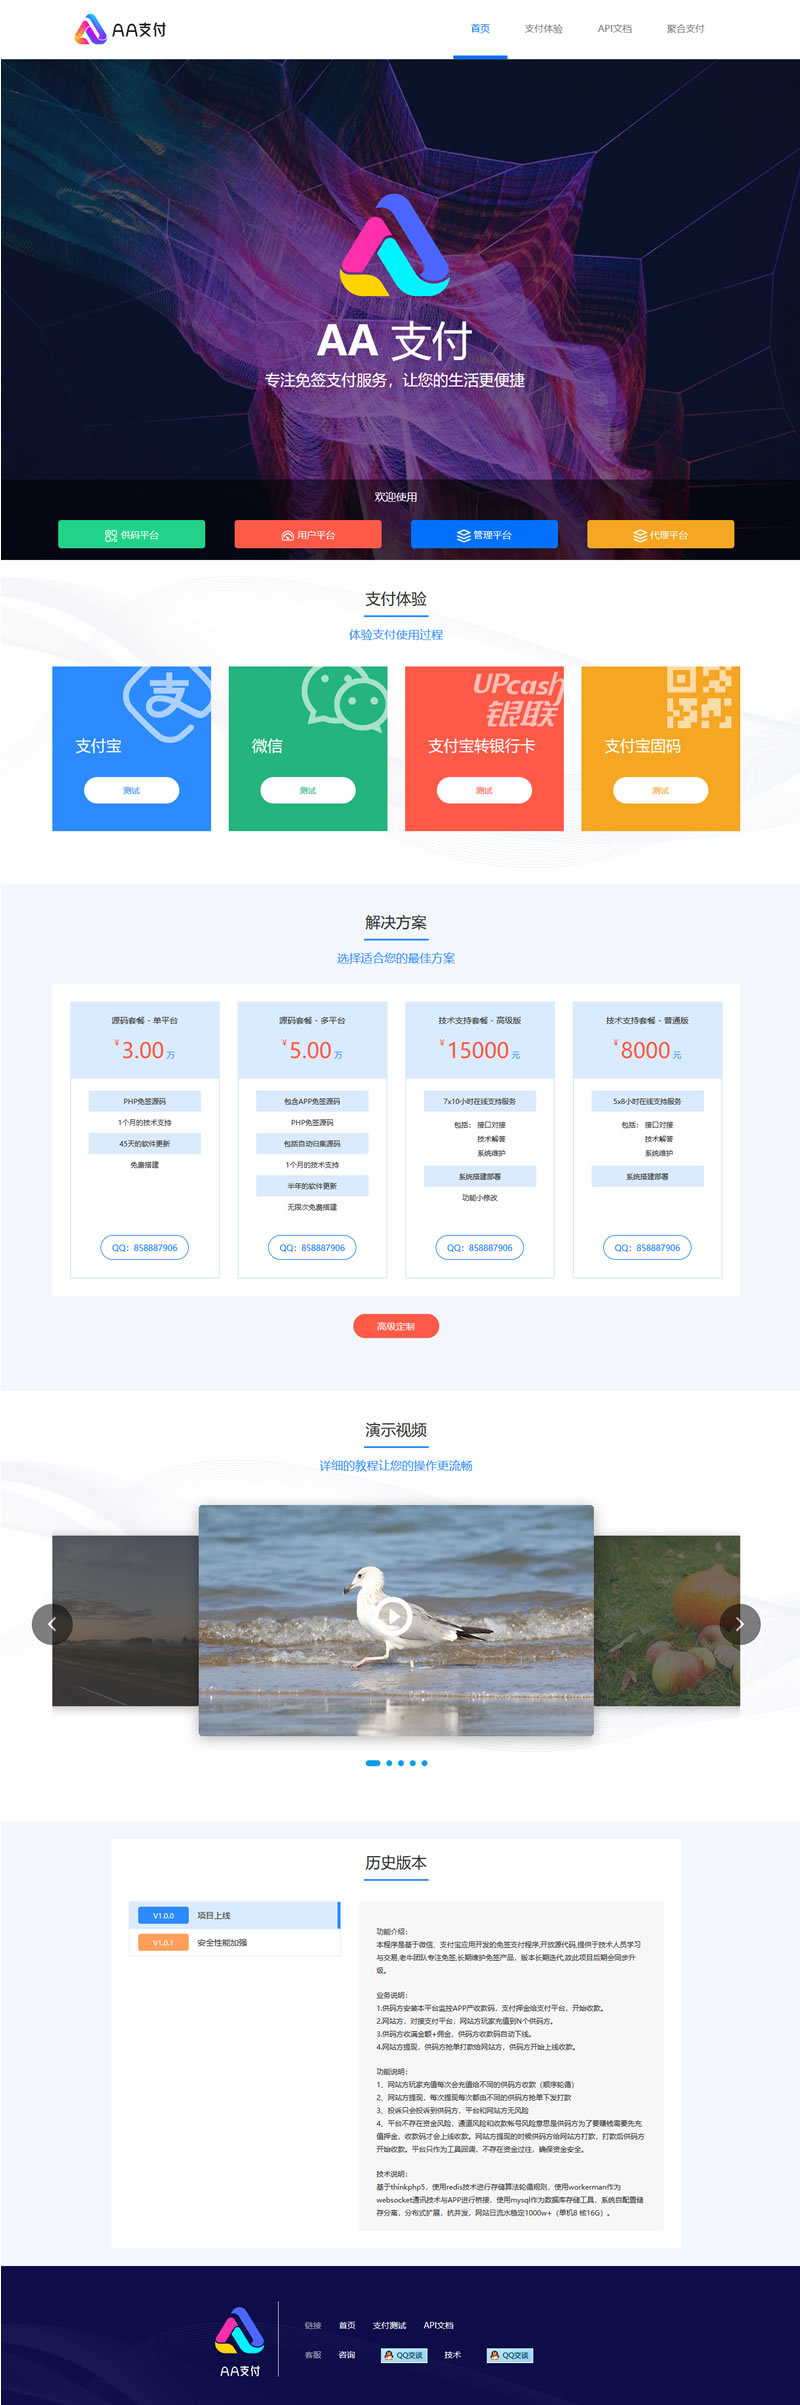 AA支付
首页 支付体验 API文档 聚合支付
AA 支付
专注免签支付服务，让您的生活更便捷
欢迎使用
供码平台 用户平台 管理平台 代理平台
支付体验
体验支付使用过程
支
UPcash
银联
支付宝 微信 支付宝转银行卡 支付宝固码
测试 测试 测试 测试
解决方案
选择适合您的最佳方案
源码套餐 - 单平台
¥3.00万
PHP免签源码
1个月的技术支持
45天的软件更新
免费搭建
QQ：858887906
源码套餐 - 多平台
¥5.00万
包含APP免签源码
PHP免签源码
包括自动归集源码
1个月的技术支持
半年的软件更新
无限次免费搭建
QQ：858887906
技术支持套餐 - 高级版
¥15000元
7x10小时在线支持服务
包括： 接口对接
技术解答
系统维护
系统搭建部署
功能小修改
QQ：858887906
技术支持套餐 - 普通版
¥8000元
5x8小时在线支持服务
包括： 接口对接
技术解答
系统维护
系统搭建部署
QQ：858887906
高级定制
演示视频
详细的教程让您的操作更流畅
历史版本
V1.0.0 项目上线
V1.0.1 安全性能加强
功能介绍：
本程序是基于微信、支付宝应用开发的免签支付程序,开放源代码,提供于技术人员学习
与交易,老牛团队专注免签,长期维护免签产品，版本长期迭代,故此项目后期会同步升
级。
业务说明：
1.供码方安装本平台监控APP产收款码，支付押金给支付平台，开始收款。
2.网站方，对接支付平台，网站方玩家充值到N个供码方。
3.供码方收满金额+佣金，供码方收款码自动下线。
4.网站方提现，供码方抢单打款给网站方，供码方开始上线收款。
功能说明：
1、网站方玩家充值每次会充值给不同的供码方收款（顺序轮循）
2、网站方提现，每次提现每次都由不同的供码方抢单下发打款
3、投诉只会投诉到供码方，平台和网站方无风险
4、平台不存在资金风险，通道风险和收款帐号风险意思是供码方为了要赚钱需要先充
值押金，收款码才会上线收款。网站方提现的时候供码方给网站方打款，打款后供码方
开始收款。平台只作为工具回调，不存在资金过往，确保资金安全。
技术说明：
基于thinkphp5，使用redis技术进行存储算法轮循规则，使用workerman作为
websocket通讯技术与APP进行桥接，使用mysql作为数据库存储工具，系统自配置储
存分离，分布式扩展，抗并发，网站日流水稳定1000w+（单机8 核16G）。
AA支付
链接 首页 支付测试 API文档
客服 咨询 QQ交谈 技术 QQ交谈